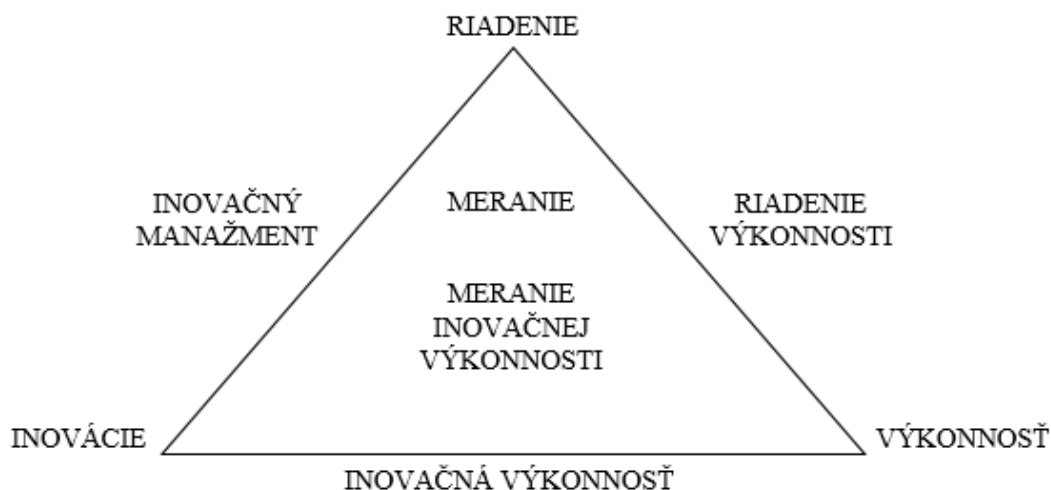 RIADENIE
INOVAČNÝ
MANAŽMENT
MERANIE
RIADENIE
VÝKONNOSTI
MERANIE
INOVAČNEJ
VÝKONNOSTI
INOVÁCIE
VÝKONNOSŤ
INOVAČNÁ VÝKONNOSŤ